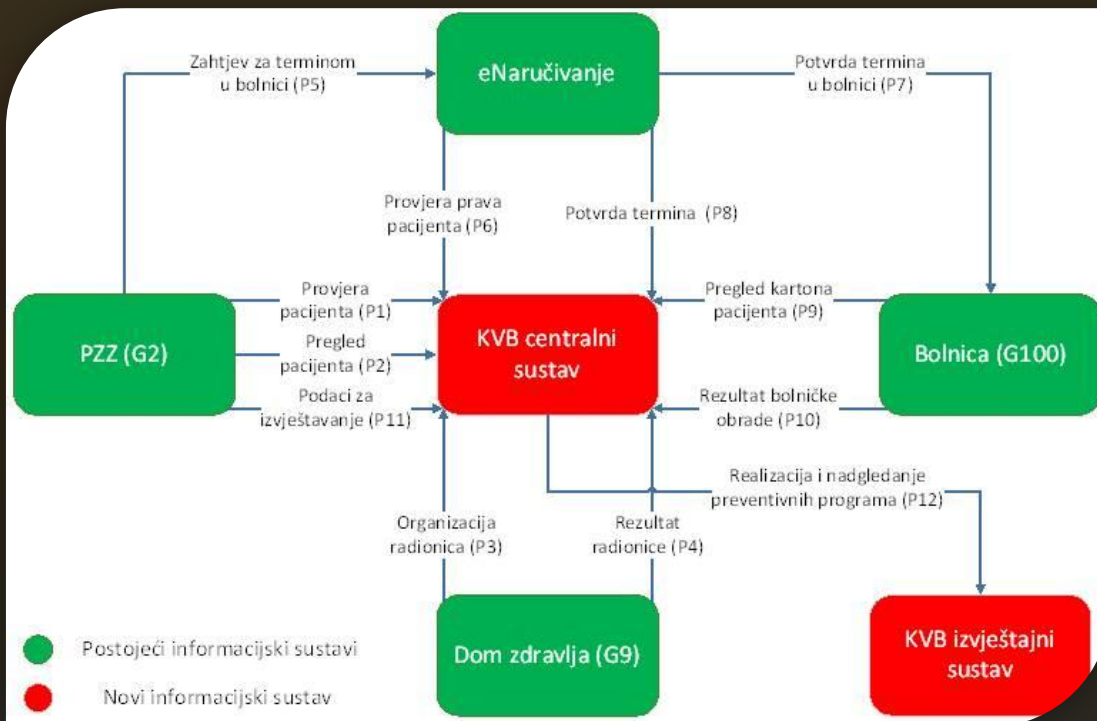 Zahtjev za terminom
u bolnici (P5)
eNaručivanje
Potvrda termina
u bolnici (P7)
Provjera prava
pacijenta (P6)
Potvrda termina (P8)
PZZ (G2)
Provjera
pacijenta (P1)
Pregled
pacijenta (P2)
Podaci za
izvještavanje (P11)
KVB centralni
sustav
Pregled kartona
pacijenta (P9)
Rezultat bolničke
obrade (P10)
Bolnica (G100)
Realizacija i nadgledanje
preventivnih programa (P12)
Organizacija
radionica (P3)
Rezultat
radionice (P4)
Dom zdravlja (G9)
KVB izvještajni
sustav
Postojeći informacijski sustavi
Novi informacijski sustav